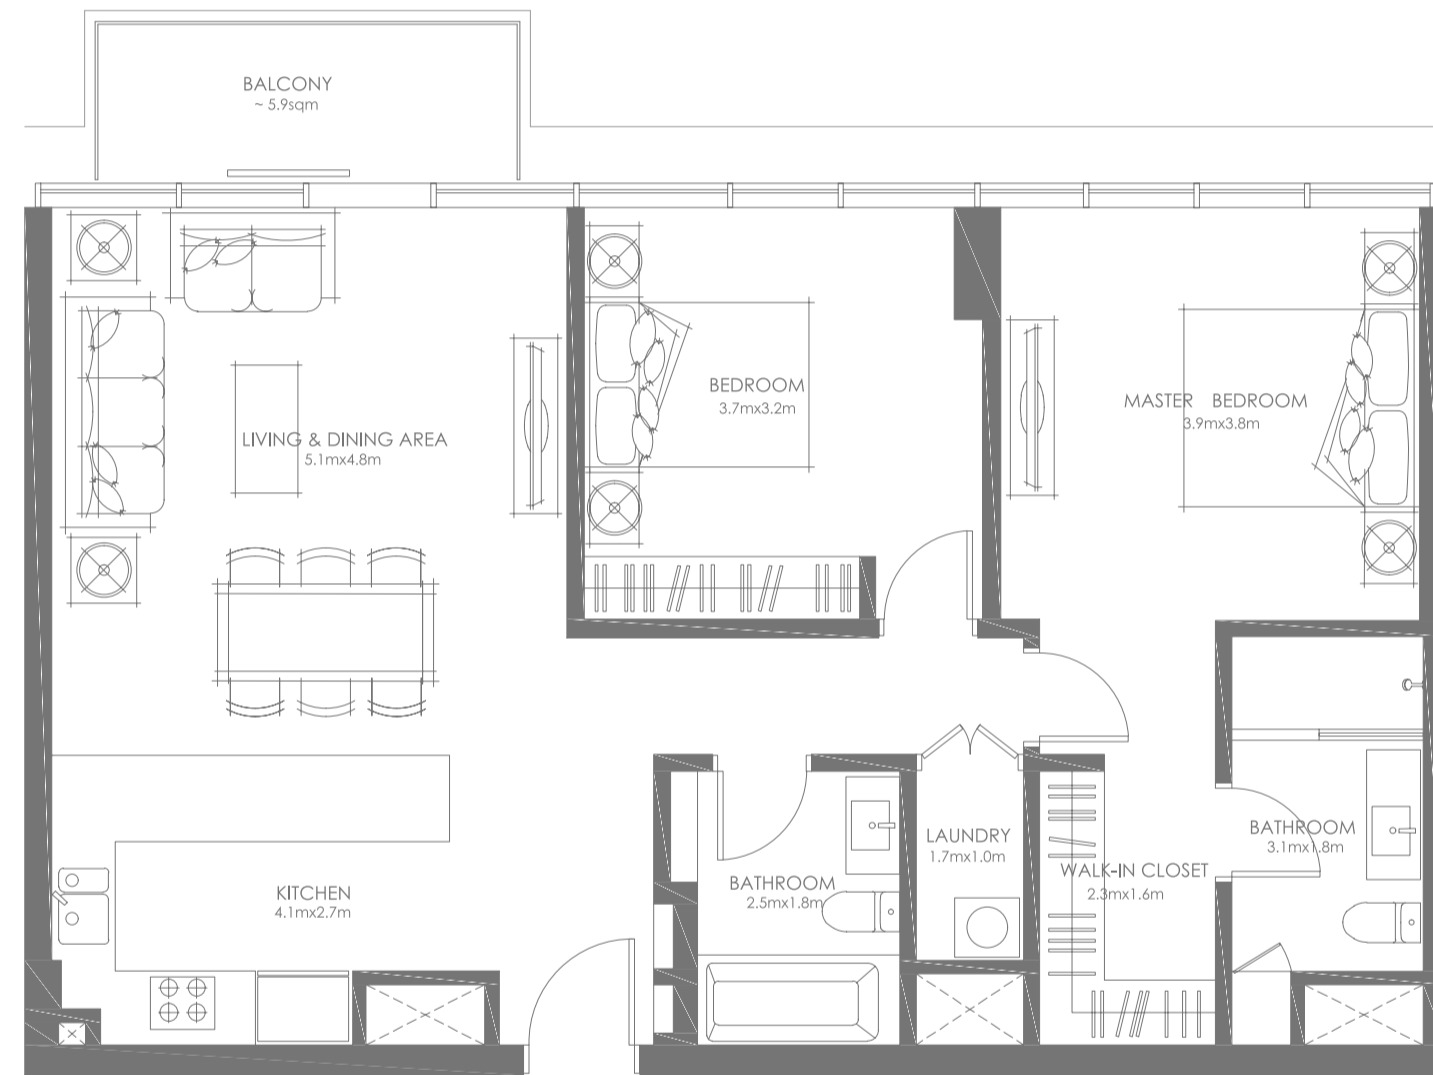 BALCONY
~ 5.9sqm
BEDROOM
3.7mx3.2m
MASTER BEDROOM
3.9mx3.8m
LIVING & DINING AREA
5.1mx4.8m
LAUNDRY
1.7mx1.0m
BATHROOM
3.1mx1.8m
WALK-IN CLOSET
2.3mx1.6m
BATHROOM
2.5mx1.8m
KITCHEN
4.1mx2.7m